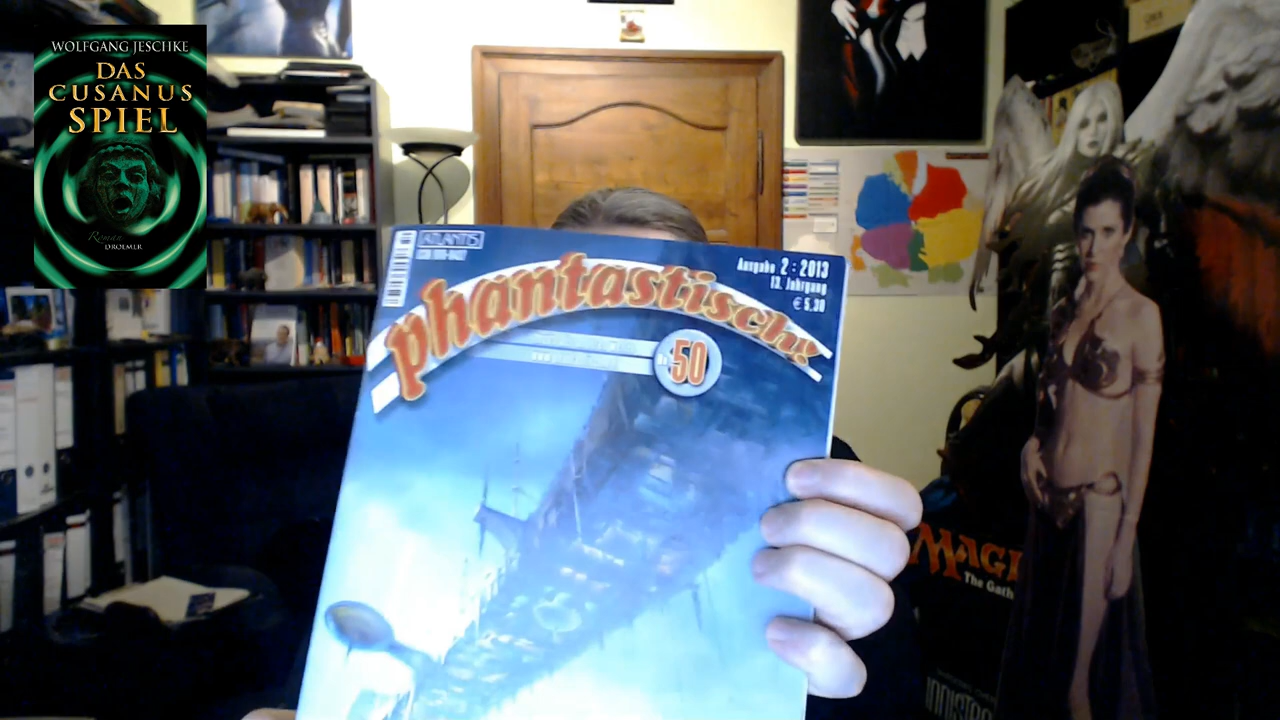 WOLFGANG JESCHKE
DAS
CUSANUS
SPIEL
Roman
DROEMER
ATLANTIS
Ausgabe 2:2013
13. Jahrgang
€ 5,30
phantastisch!
50
MAGI
The Gath